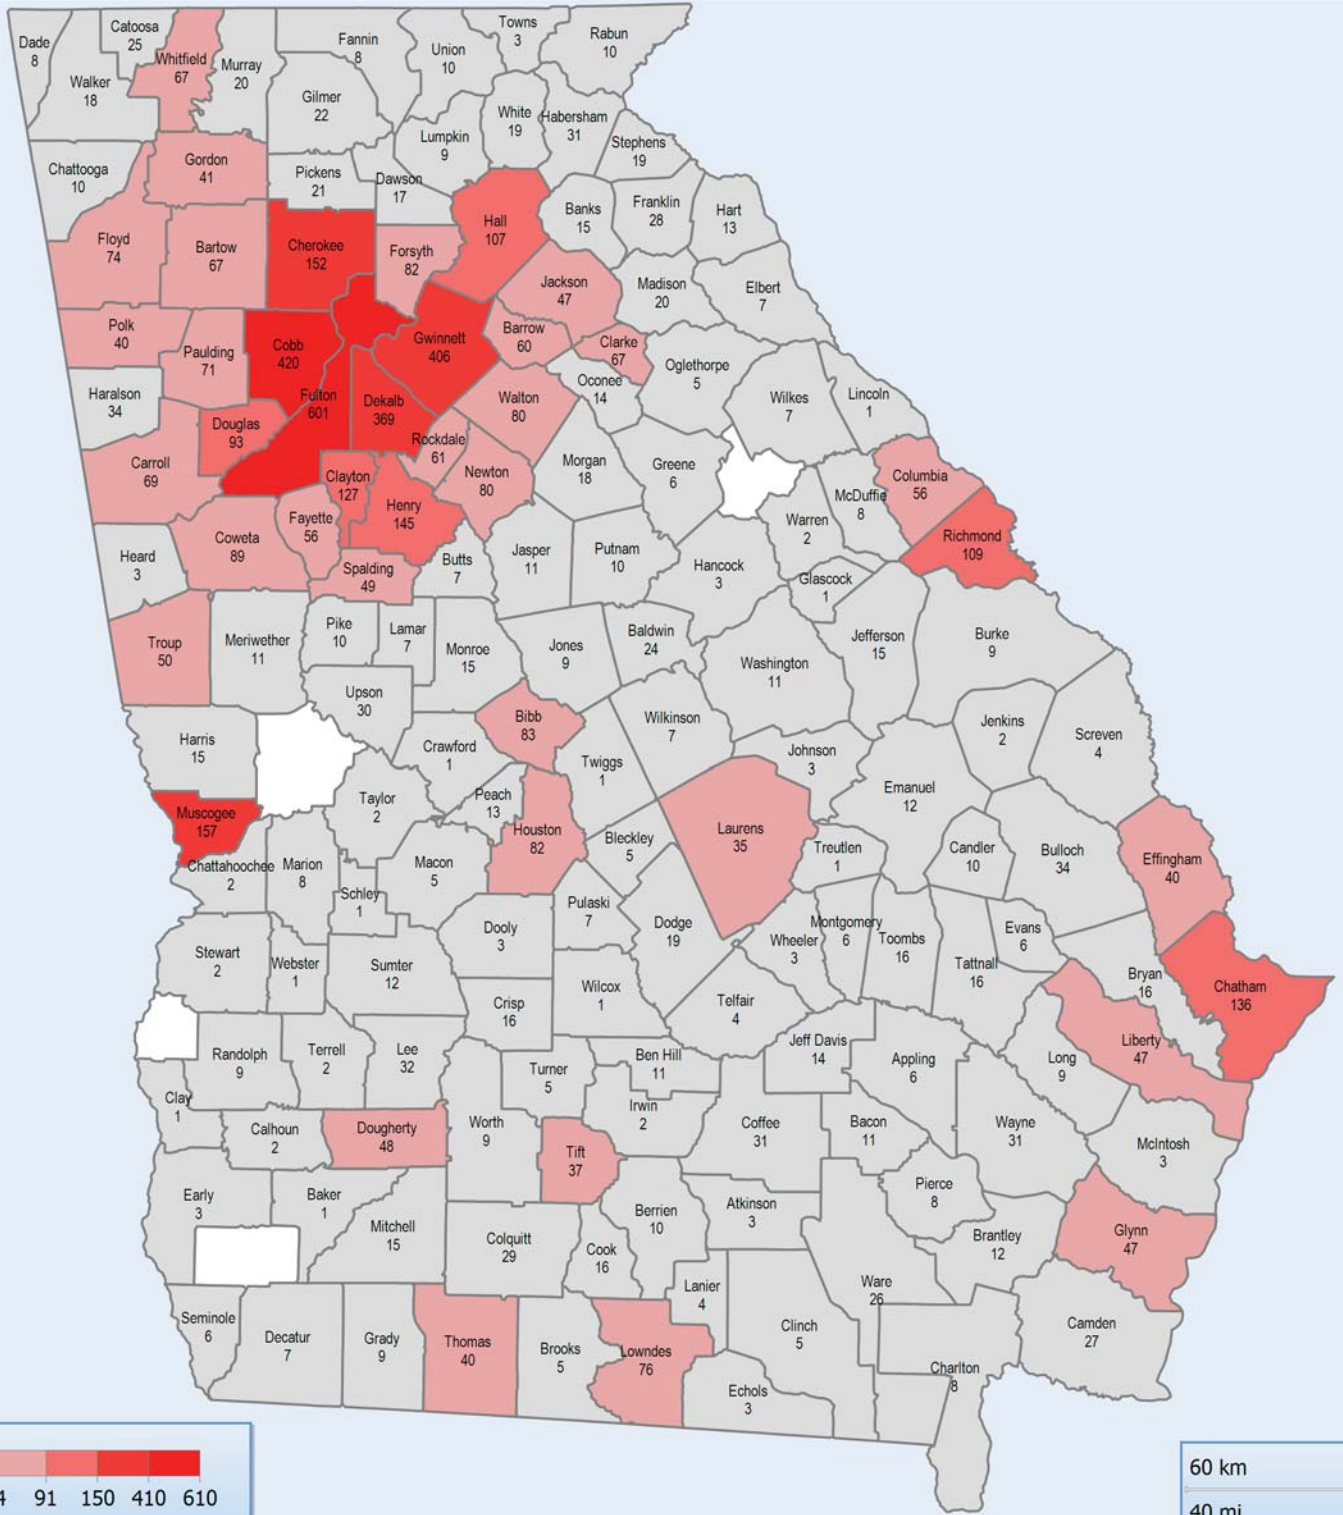 Dade
8
Catoosa
25
Whitfield
67
Murray
20
Fannin
8
Union
10
Towns
3
Rabun
10
Walker
18
Gilmer
22
Lumpkin
9
White
19
Habersham
31
Stephens
19
Chattooga
10
Gordon
41
Pickens
21
Dawson
17
Hall
107
Banks
15
Franklin
28
Hart
13
Floyd
74
Bartow
67
Cherokee
152
Forsyth
82
Jackson
47
Madison
20
Elbert
7
Polk
40
Paulding
71
Cobb
420
Gwinnett
406
Barrow
60
Clarke
67
Oglethorpe
5
Oconee
14
Haralson
34
Fulton
601
Dekalb
369
Walton
80
Wilkes
7
Lincoln
1
Douglas
93
Rockdale
61
Carroll
69
Clayton
127
Henry
145
Newton
80
Morgan
18
Greene
6
McDuffie
8
Columbia
56
Warren
2
Richmond
109
Fayette
56
Coweta
89
Heard
3
Spalding
49
Butts
7
Jasper
11
Putnam
10
Hancock
3
Glascock
1
Troup
50
Meriwether
11
Pike
10
Lamar
7
Monroe
15
Jones
9
Baldwin
24
Washington
11
Jefferson
15
Burke
9
Upson
30
Bibb
83
Wilkinson
7
Jenkins
2
Screven
4
Harris
15
Crawford
1
Twiggs
1
Johnson
3
Emanuel
12
Muscogee
157
Taylor
2
Peach
13
Houston
82
Bleckley
5
Laurens
35
Treutlen
1
Candler
10
Bulloch
34
Effingham
40
Chattahoochee
2
Marion
8
Schley
1
Macon
5
Dooly
3
Pulaski
7
Dodge
19
Wheeler
3
Montgomery
6
Toombs
16
Tattnall
16
Evans
6
Bryan
16
Chatham
136
Stewart
2
Webster
1
Sumter
12
Crisp
16
Wilcox
1
Telfair
4
Jeff Davis
14
Appling
6
Long
9
Liberty
47
Randolph
9
Terrell
2
Lee
32
Turner
5
Ben Hill
11
Irwin
2
Clay
1
Calhoun
2
Dougherty
48
Worth
9
Tift
37
Coffee
31
Bacon
11
Wayne
31
McIntosh
3
Early
3
Baker
1
Mitchell
15
Colquitt
29
Cook
16
Berrien
10
Atkinson
3
Pierce
8
Brantley
12
Glynn
47
Seminole
6
Decatur
7
Grady
9
Thomas
40
Brooks
5
Lowndes
76
Lanier
4
Clinch
5
Echols
3
Ware
26
Charlton
8
Camden
27
4 91 150 410 610
60 km
40 mi